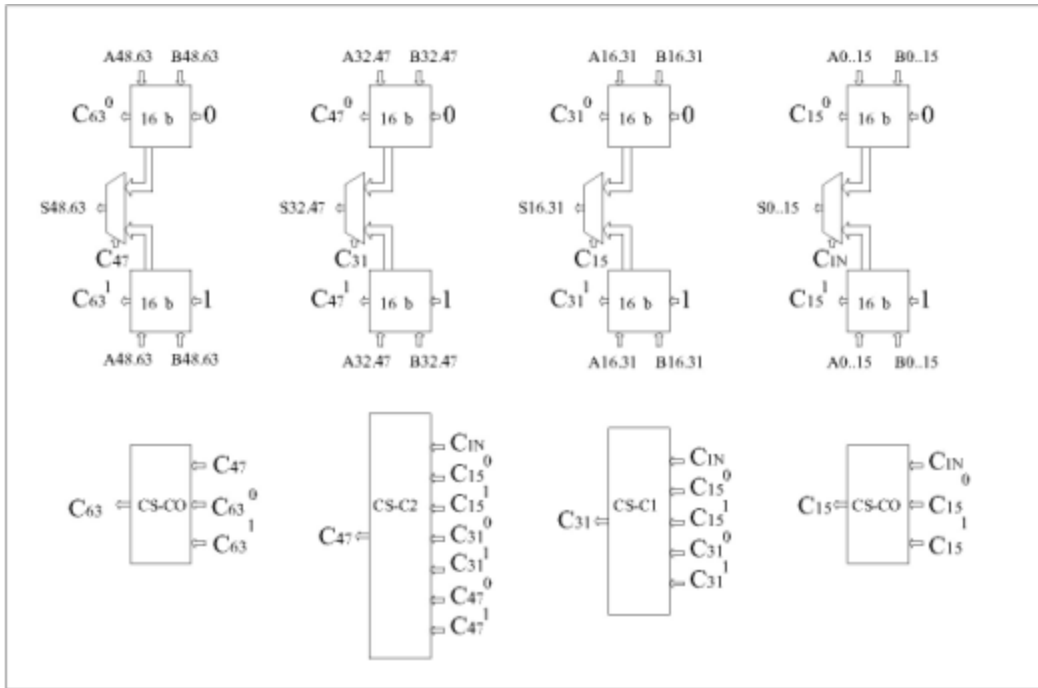 A48.63 B48.63 A32.47 B32.47 A16.31 B16.31 A0..15 B0..15
C63^0 16 b 0 C47^0 16 b 0 C31^0 16 b 0 C15^0 16 b 0
S48.63 S32.47 S16.31 S0..15
C47 C31 C15 CIN
C63^1 16 b 1 C47^1 16 b 1 C31^1 16 b 1 C15^1 16 b 1
A48.63 B48.63 A32.47 B32.47 A16.31 B16.31 A0..15 B0..15
C63 CS-CO C47
C63^0
C63^1
C47 CS-C2 CIN
C15^0
C15^1
C31^0
C31^1
C47^0
C47^1
C31 CS-C1 CIN
C15^0
C15^1
C31^0
C31^1
C15 CS-CO CIN
C15^0
C15^1